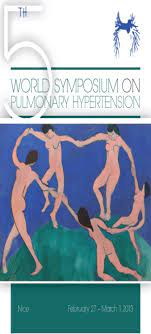 5TH
WORLD SYMPOSIUM ON
PULMONARY HYPERTENSION
Nice
February 27 – March 1, 2013